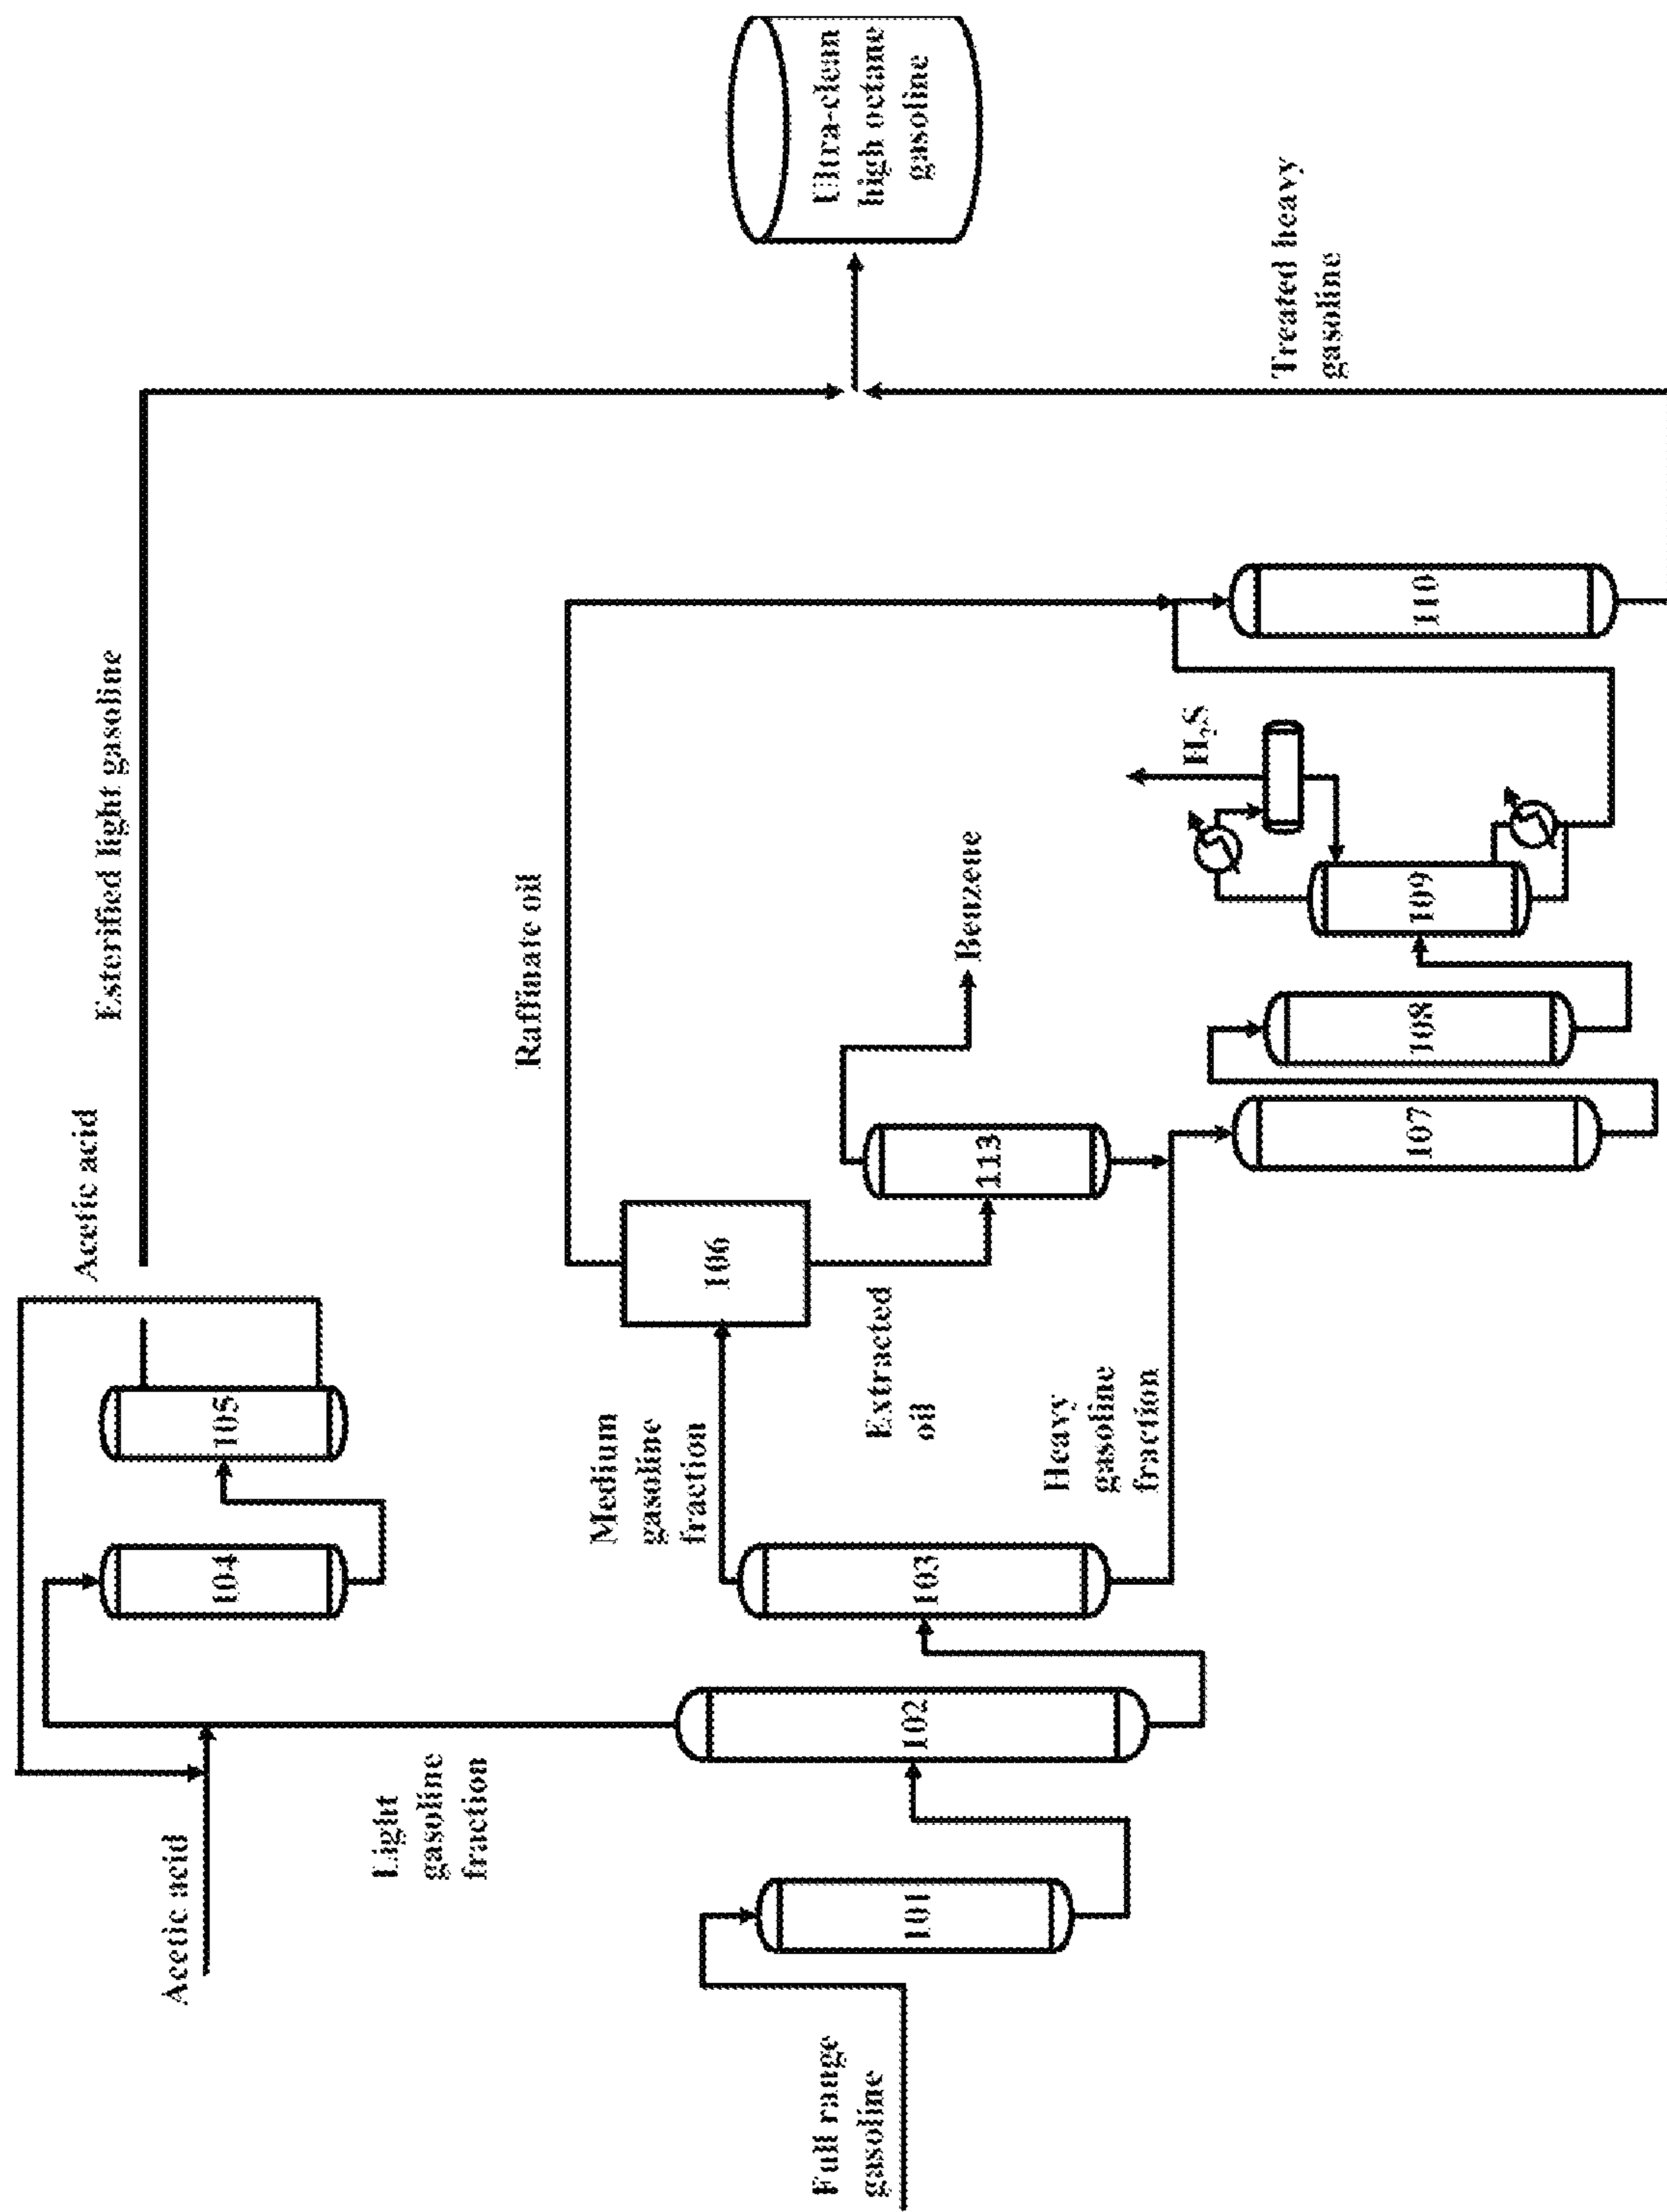 Esterified light gasoline
Acetic acid
Acetic acid
104
105
Light
gasoline
fraction
Raffinate oil
Medium
gasoline
fraction
106
Full range
gasoline
101
102
103
Extracted
oil
113
Benzene
Heavy
gasoline
fraction
107
108
109
H2S
110
Treated heavy
gasoline
Ultra-clean
high octane
gasoline